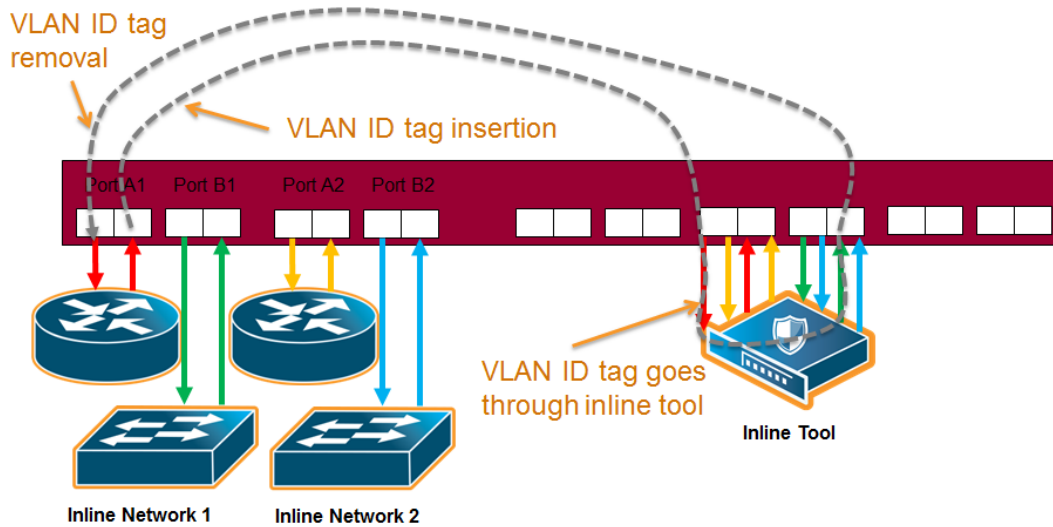 VLAN ID tag
removal
VLAN ID tag insertion
Port A1
Port B1
Port A2
Port B2
VLAN ID tag goes
through inline tool
Inline Tool
Inline Network 1
Inline Network 2